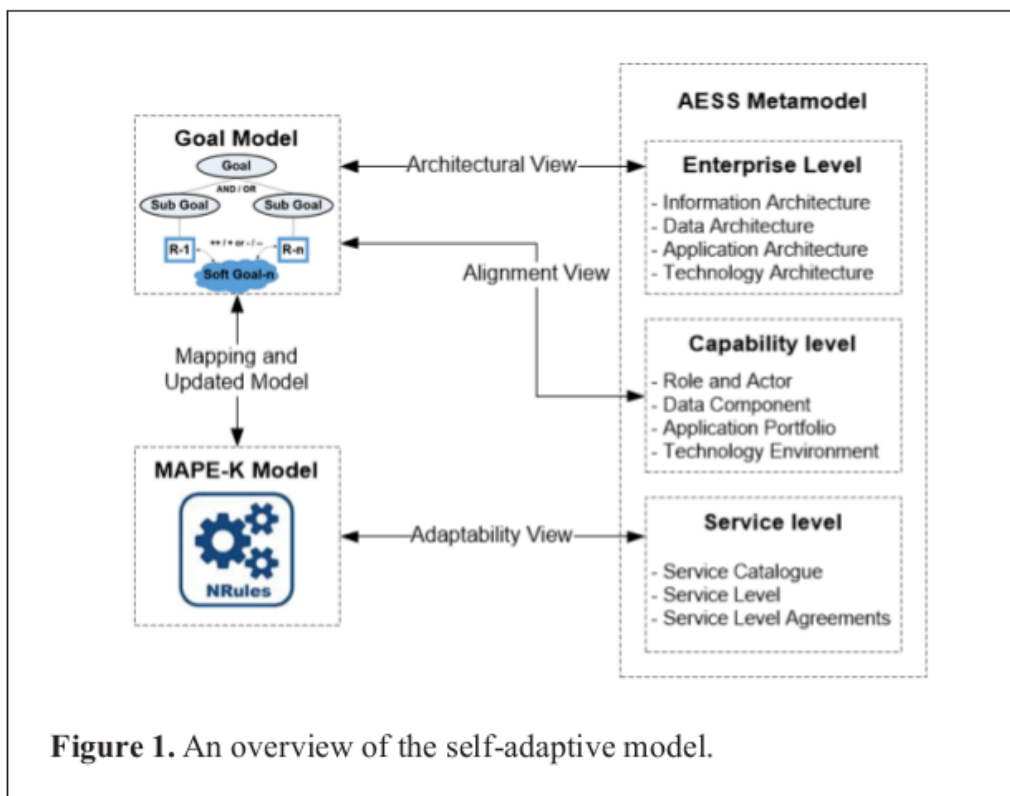 Goal Model
Goal
AND / OR
Sub Goal
Sub Goal
R-1
++ / + or - / --
R-n
Soft Goal-n
Mapping and
Updated Model
MAPE-K Model
NRules
Architectural View
Alignment View
Adaptability View
AESS Metamodel
Enterprise Level
- Information Architecture
- Data Architecture
- Application Architecture
- Technology Architecture
Capability level
- Role and Actor
- Data Component
- Application Portfolio
- Technology Environment
Service level
- Service Catalogue
- Service Level
- Service Level Agreements
Figure 1. An overview of the self-adaptive model.